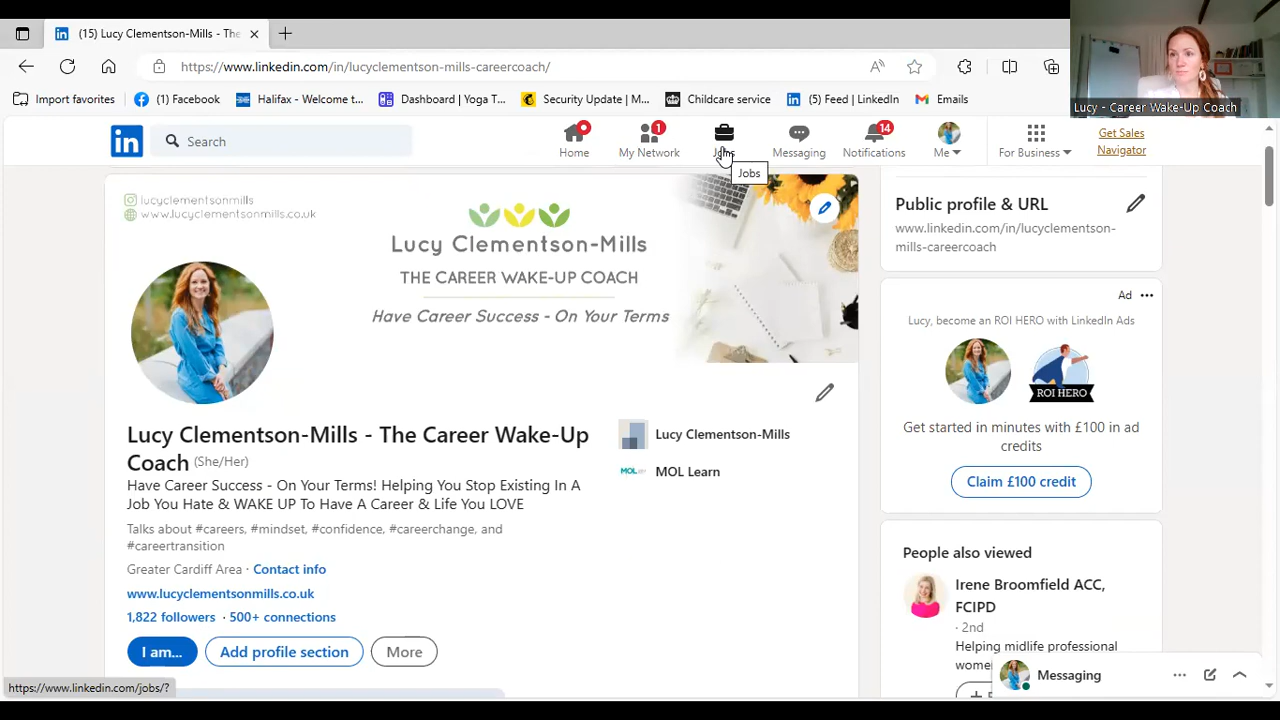 (15) Lucy Clementson-Mills - The
https://www.linkedin.com/in/lucyclementson-mills-careercoach/
Lucy - Career Wake-Up Coach
Import favorites
(1) Facebook
Halifax - Welcome t...
Dashboard | Yoga T...
Security Update | M...
Childcare service
(5) Feed | LinkedIn
Emails
in
Search
Home
1
My Network
Jobs
Messaging
14
Notifications
Me
For Business
Get Sales
Navigator
Jobs
lucyclementsonmills
www.lucyclementsonmills.co.uk
Lucy Clementson-Mills
THE CAREER WAKE-UP COACH
Have Career Success - On Your Terms
Public profile & URL
www.linkedin.com/in/lucyclementson-
mills-careercoach
Ad
Lucy, become an ROI HERO with LinkedIn Ads
ROI HERO
Get started in minutes with £100 in ad
credits
Claim £100 credit
Lucy Clementson-Mills - The Career Wake-Up
Coach (She/Her)
Have Career Success - On Your Terms! Helping You Stop Existing In A
Job You Hate & WAKE UP To Have A Career & Life You LOVE
Talks about #careers, #mindset, #confidence, #careerchange, and
#careertransition
Greater Cardiff Area · Contact info
www.lucyclementsonmills.co.uk
1,822 followers · 500+ connections
I am...
Add profile section
More
Lucy Clementson-Mills
MOL Learn
People also viewed
Irene Broomfield ACC,
FCIPD
· 2nd
Helping midlife professional
Messaging
https://www.linkedin.com/jobs/?